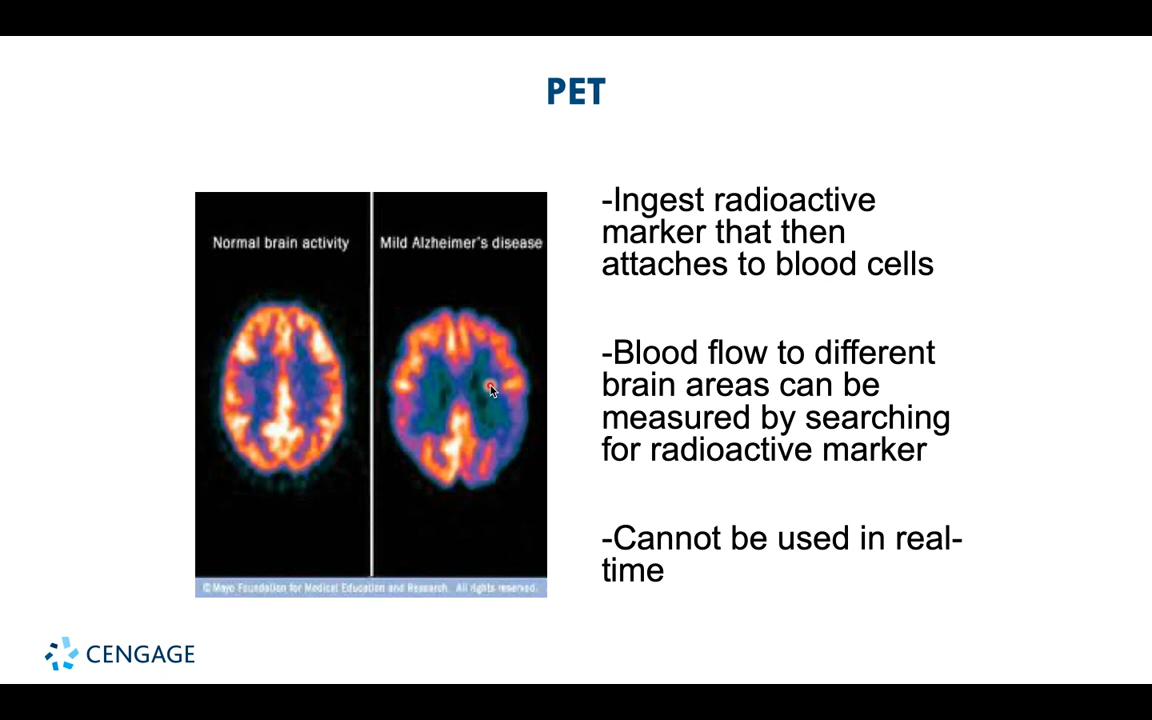 PET
Normal brain activity
Mild Alzheimer's disease
©Mayo Foundation for Medical Education and Research. All rights reserved.
-Ingest radioactive
marker that then
attaches to blood cells
-Blood flow to different
brain areas can be
measured by searching
for radioactive marker
-Cannot be used in real-
time
CENGAGE